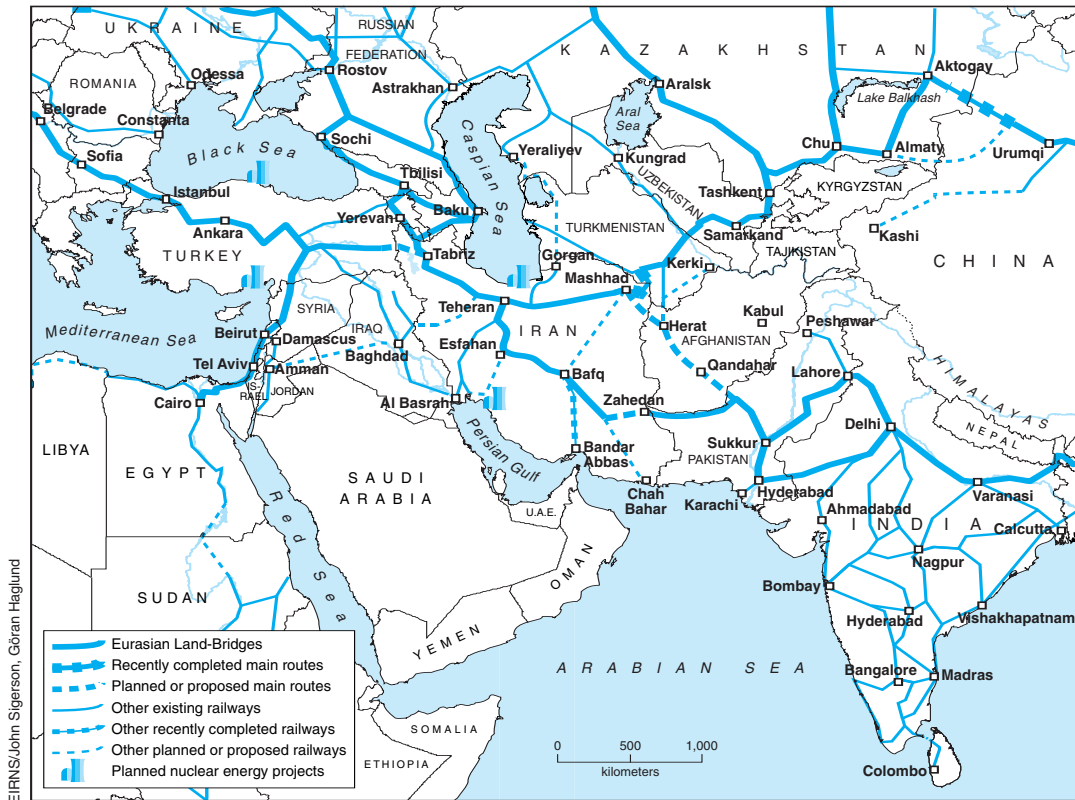 UKRAINE
RUSSIAN
FEDERATION
KAZAKHSTAN
ROMANIA
Odessa
Rostov
Astrakhan
Aralsk
Aktogay
Lake Balkhash
Belgrade
Constanta
Aral
Sea
Sochi
Black Sea
Caspian Sea
Yeraliyev
Kungrad
Chu
Almaty
Urumqi
Sofia
Tbilisi
UZBEKISTAN
KYRGYZSTAN
Istanbul
Yerevan
Baku
Tashkent
Ankara
TURKMENISTAN
Samarkand
Kashi
TURKEY
Tabriz
Gorgan
Mashhad
Kerki
TAJIKISTAN
CHINA
SYRIA
Teheran
Kabul
Mediterranean Sea
Beirut
IRAQ
IRAN
Herat
Peshawar
Damascus
Baghdad
Esfahan
AFGHANISTAN
Tel Aviv
Amman
Bafq
Qandahar
Lahore
HIMALAYAS
IS-
RAEL
JORDAN
Cairo
Al Basrah
Zahedan
Delhi
NEPAL
LIBYA
Persian Gulf
Sukkur
EGYPT
SAUDI
ARABIA
Bandar
Abbas
PAKISTAN
Chah
Bahar
Karachi
Hyderabad
Varanasi
Red Sea
U.A.E.
Ahmadabad
INDIA
Calcutta
OMAN
Nagpur
SUDAN
Bombay
Hyderabad
Vishakhapatnam
YEMEN
ARABIAN SEA
Bangalore
Madras
SOMALIA
ETHIOPIA
Colombo
Eurasian Land-Bridges
Recently completed main routes
Planned or proposed main routes
Other existing railways
Other recently completed railways
Other planned or proposed railways
Planned nuclear energy projects
0 500 1,000
kilometers
EIRNS/John Sigerson, Göran Haglund